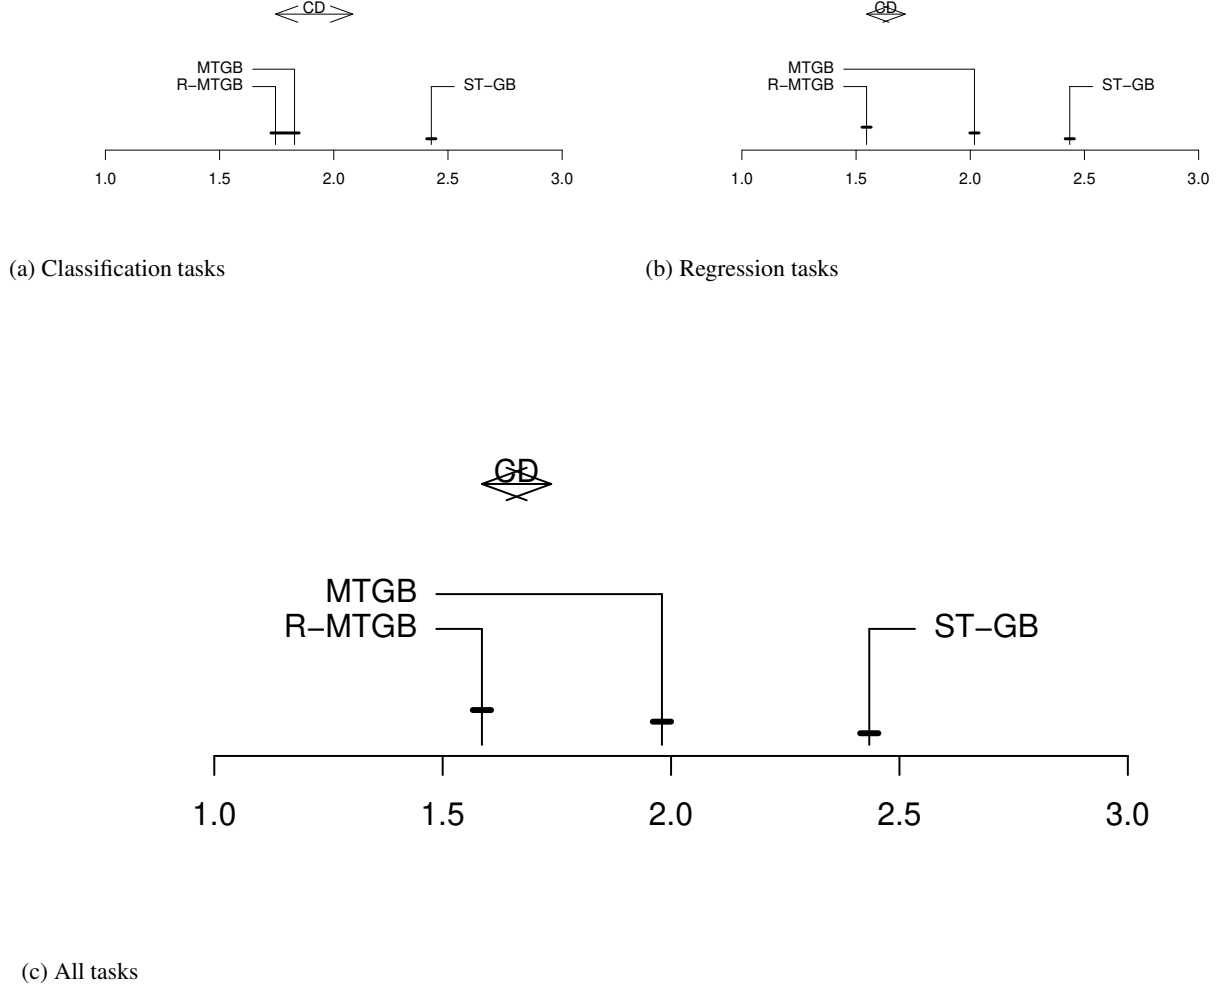 CD
MTGB
R−MTGB
ST−GB
1.0 1.5 2.0 2.5 3.0
(a) Classification tasks
CD
MTGB
R−MTGB
ST−GB
1.0 1.5 2.0 2.5 3.0
(b) Regression tasks
CD
MTGB
R−MTGB
ST−GB
1.0 1.5 2.0 2.5 3.0
(c) All tasks